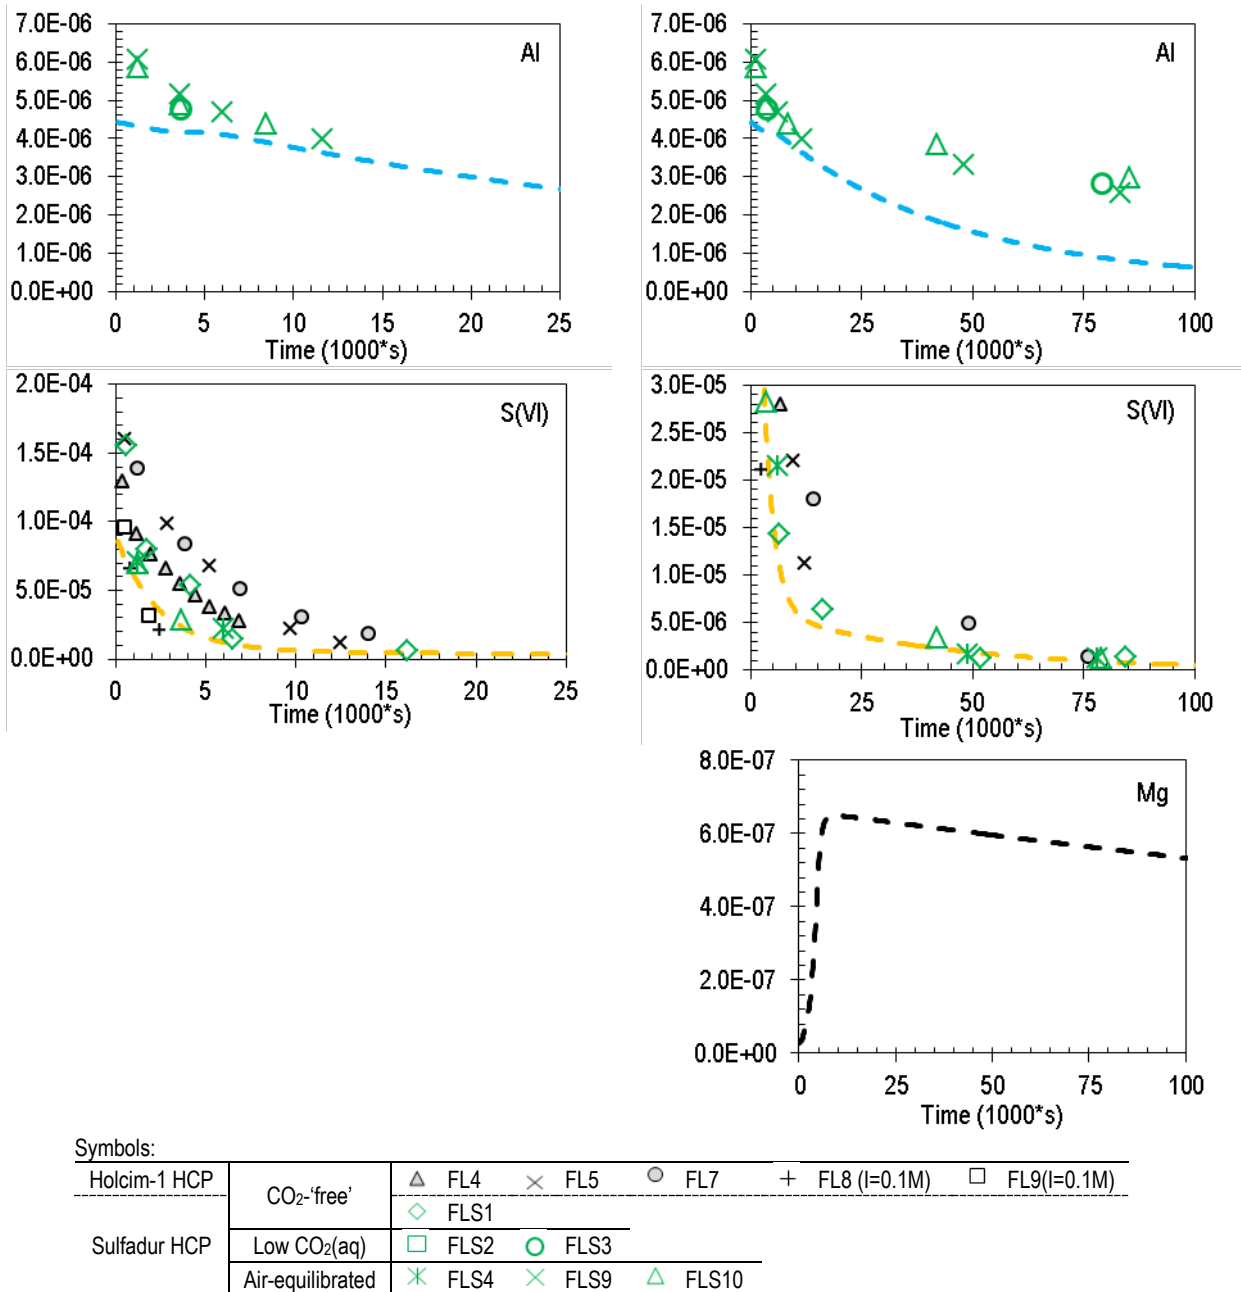 7.0E-06
6.0E-06
5.0E-06
4.0E-06
3.0E-06
2.0E-06
1.0E-06
0.0E+00
Al
0 5 10 15 20 25
Time (1000*s)
7.0E-06
6.0E-06
5.0E-06
4.0E-06
3.0E-06
2.0E-06
1.0E-06
0.0E+00
Al
0 25 50 75 100
Time (1000*s)
2.0E-04
1.5E-04
1.0E-04
5.0E-05
0.0E+00
S(VI)
0 5 10 15 20 25
Time (1000*s)
3.0E-05
2.5E-05
2.0E-05
1.5E-05
1.0E-05
5.0E-06
0.0E+00
S(VI)
0 25 50 75 100
Time (1000*s)
8.0E-07
6.0E-07
4.0E-07
2.0E-07
0.0E+00
Mg
0 25 50 75 100
Time (1000*s)
Symbols:
Holcim-1 HCP CO₂-‘free’ FL4 FL5 FL7 FL8 (I=0.1M) FL9(I=0.1M)
FLS1
Sulfadur HCP Low CO₂(aq) FLS2 FLS3
Air-equilibrated FLS4 FLS9 FLS10